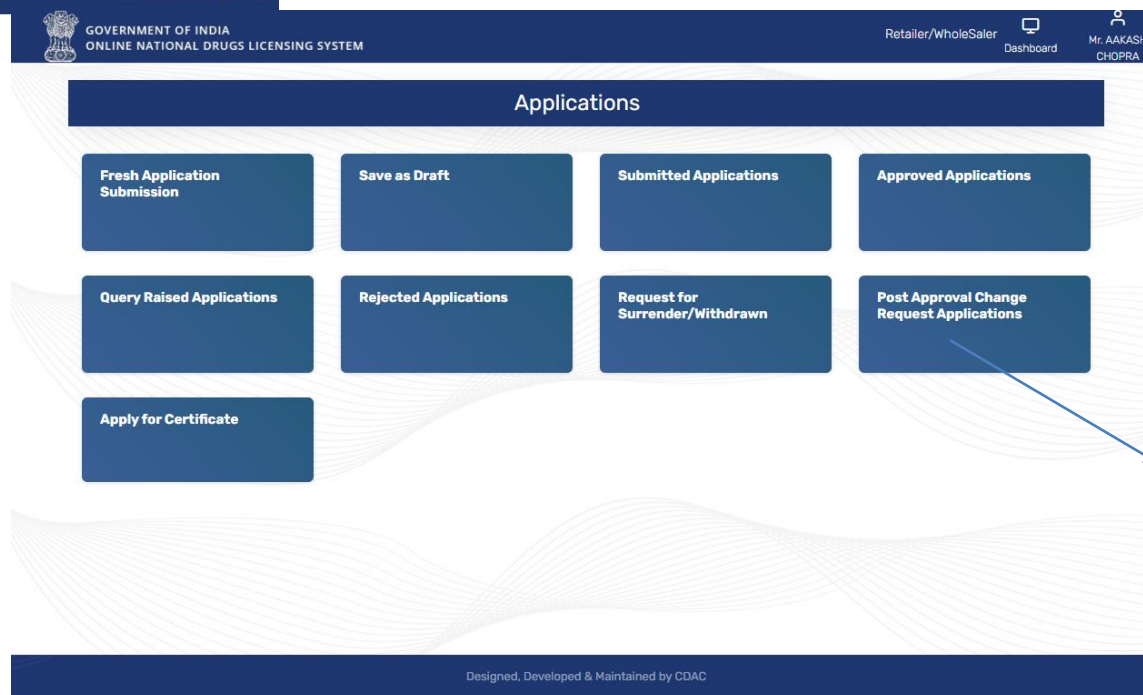 GOVERNMENT OF INDIA
ONLINE NATIONAL DRUGS LICENSING SYSTEM
Retailer/WholeSaler
Dashboard
Mr. AAKASH
CHOPRA
Applications
Fresh Application
Submission
Save as Draft
Submitted Applications
Approved Applications
Query Raised Applications
Rejected Applications
Request for
Surrender/Withdrawn
Post Approval Change
Request Applications
Apply for Certificate
Designed, Developed & Maintained by CDAC